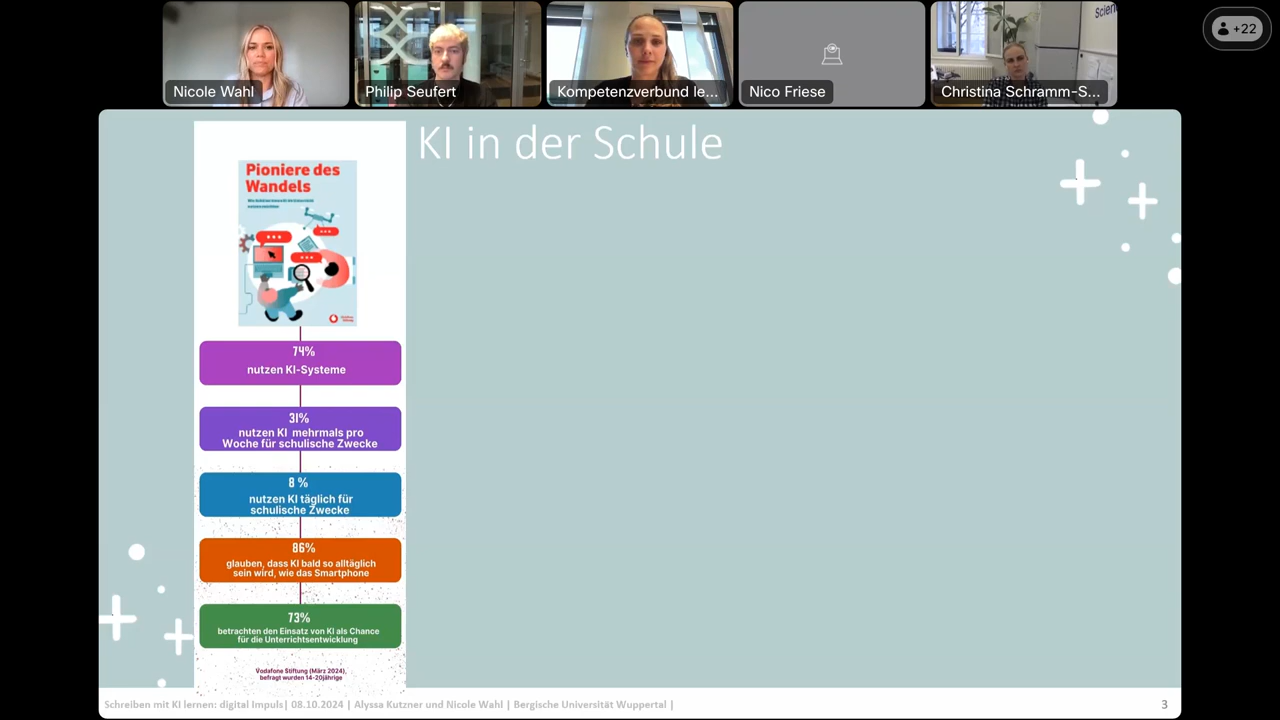 Nicole Wahl
Philip Seufert
Kompetenzverbund le...
Nico Friese
Christina Schramm-S...
+22
KI in der Schule
Pioniere des
Wandels
74%
nutzen KI-Systeme
31%
nutzen KI mehrmals pro
Woche für schulische Zwecke
8 %
nutzen KI täglich für
schulische Zwecke
86%
glauben, dass KI bald so alltäglich
sein wird, wie das Smartphone
73%
betrachten den Einsatz von KI als Chance
für die Unterrichtsentwicklung
Vodafone Stiftung (März 2024),
befragt wurden 14-20jährige
Schreiben mit KI lernen: digital Impuls| 08.10.2024 | Alyssa Kutzner und Nicole Wahl | Bergische Universität Wuppertal |
3